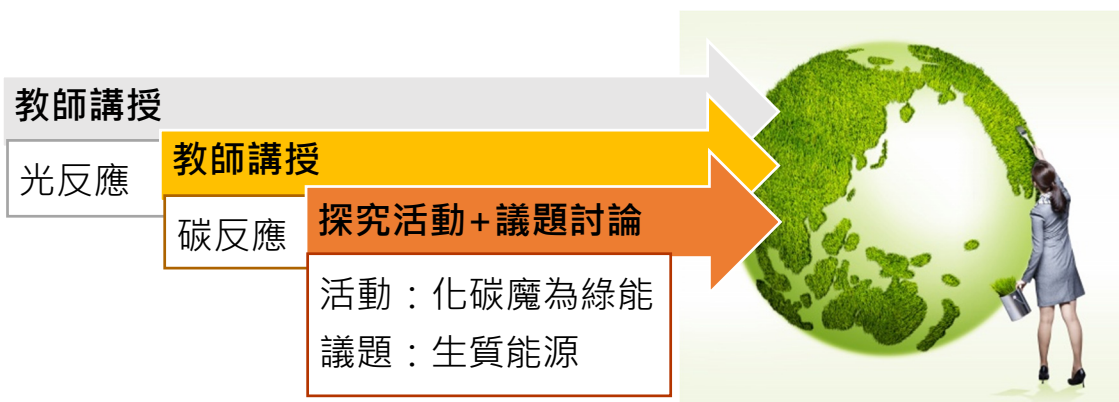 教師講授
光反應
教師講授
碳反應
探究活動+議題討論
活動：化碳魔為綠能
議題：生質能源